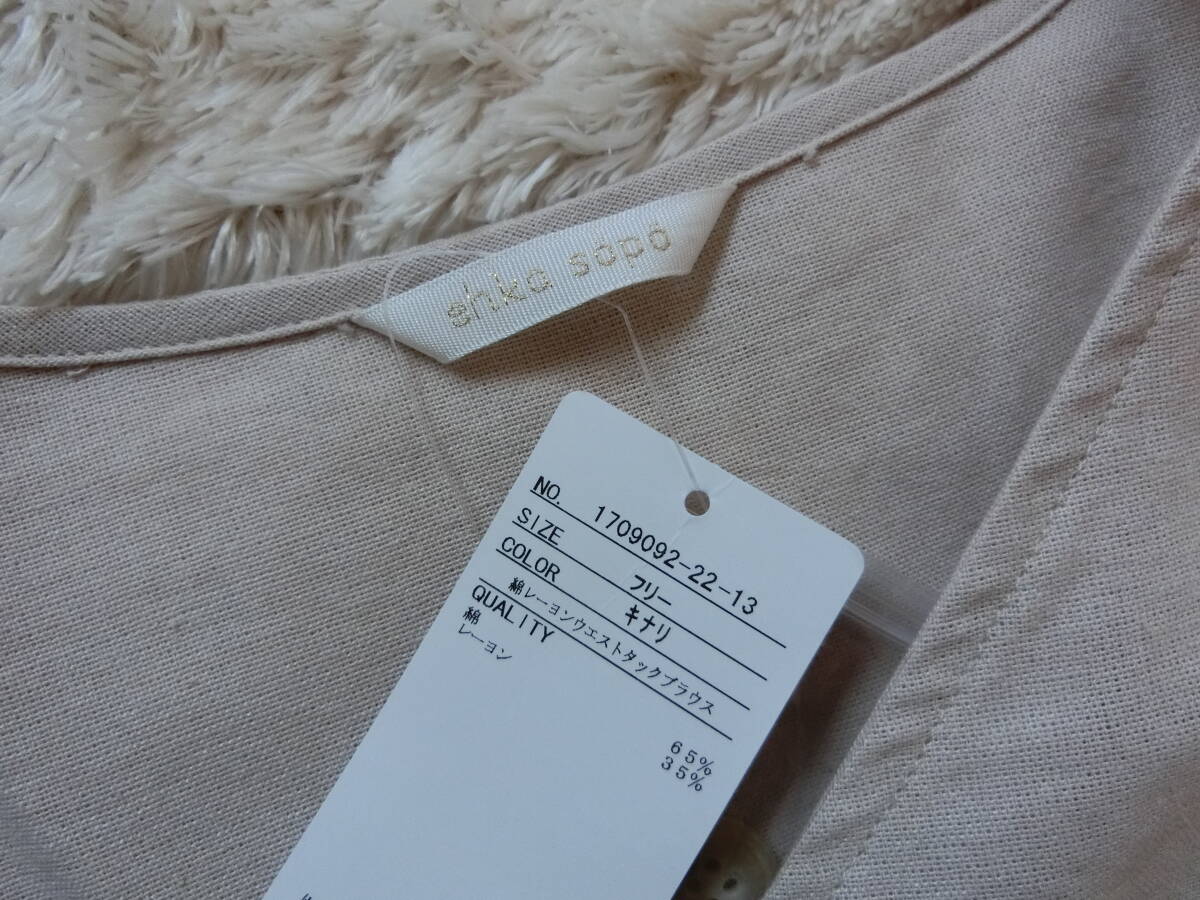 ehka sopo
NO. 1709092-22-13
SIZE フリー
COLOR キナリ
綿レーヨンウエストタックブラウス
QUALITY
綿 65%
レーヨン 35%